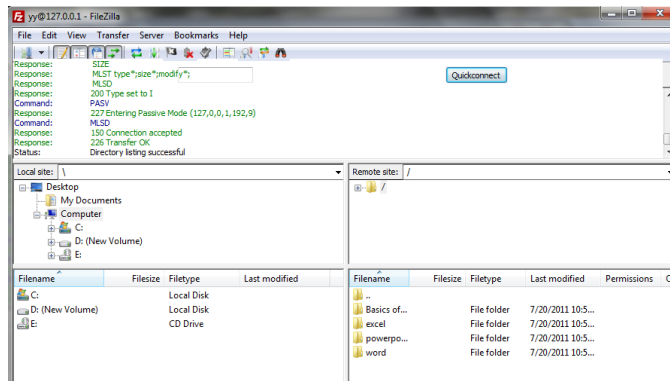 yy@127.0.0.1 - FileZilla
File Edit View Transfer Server Bookmarks Help
Response: SIZE
Response: MLST type*;size*;modify*;
Quickconnect
Response: MLSD
Response: 200 Type set to I
Command: PASV
Response: 227 Entering Passive Mode (127,0,0,1,192,9)
Command: MLSD
Response: 150 Connection accepted
Response: 226 Transfer OK
Status: Directory listing successful
Local site: \
Remote site: /
Desktop
/
My Documents
Computer
C:
D: (New Volume)
E:
Filename Filesize Filetype Last modified
Filename Filesize Filetype Last modified Permissions
C: Local Disk
..
D: (New Volume) Local Disk
Basics of... File folder 7/20/2011 10:5...
E: CD Drive
excel File folder 7/20/2011 10:5...
powerpo... File folder 7/20/2011 10:5...
word File folder 7/20/2011 10:5...